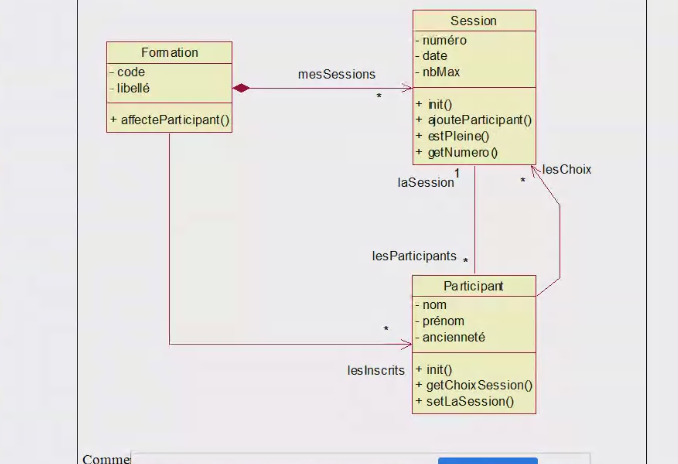 Session
- numéro
- date
- nbMax
+ init()
+ ajouteParticipant()
+ estPleine()
+ getNumero()
Formation
- code
- libellé
+ affecteParticipant()
mesSessions
*
1
laSession
*
lesChoix
lesParticipants *
Participant
- nom
- prénom
- ancienneté
+ init()
+ getChoixSession()
+ setLaSession()
*
lesInscrits
Comme